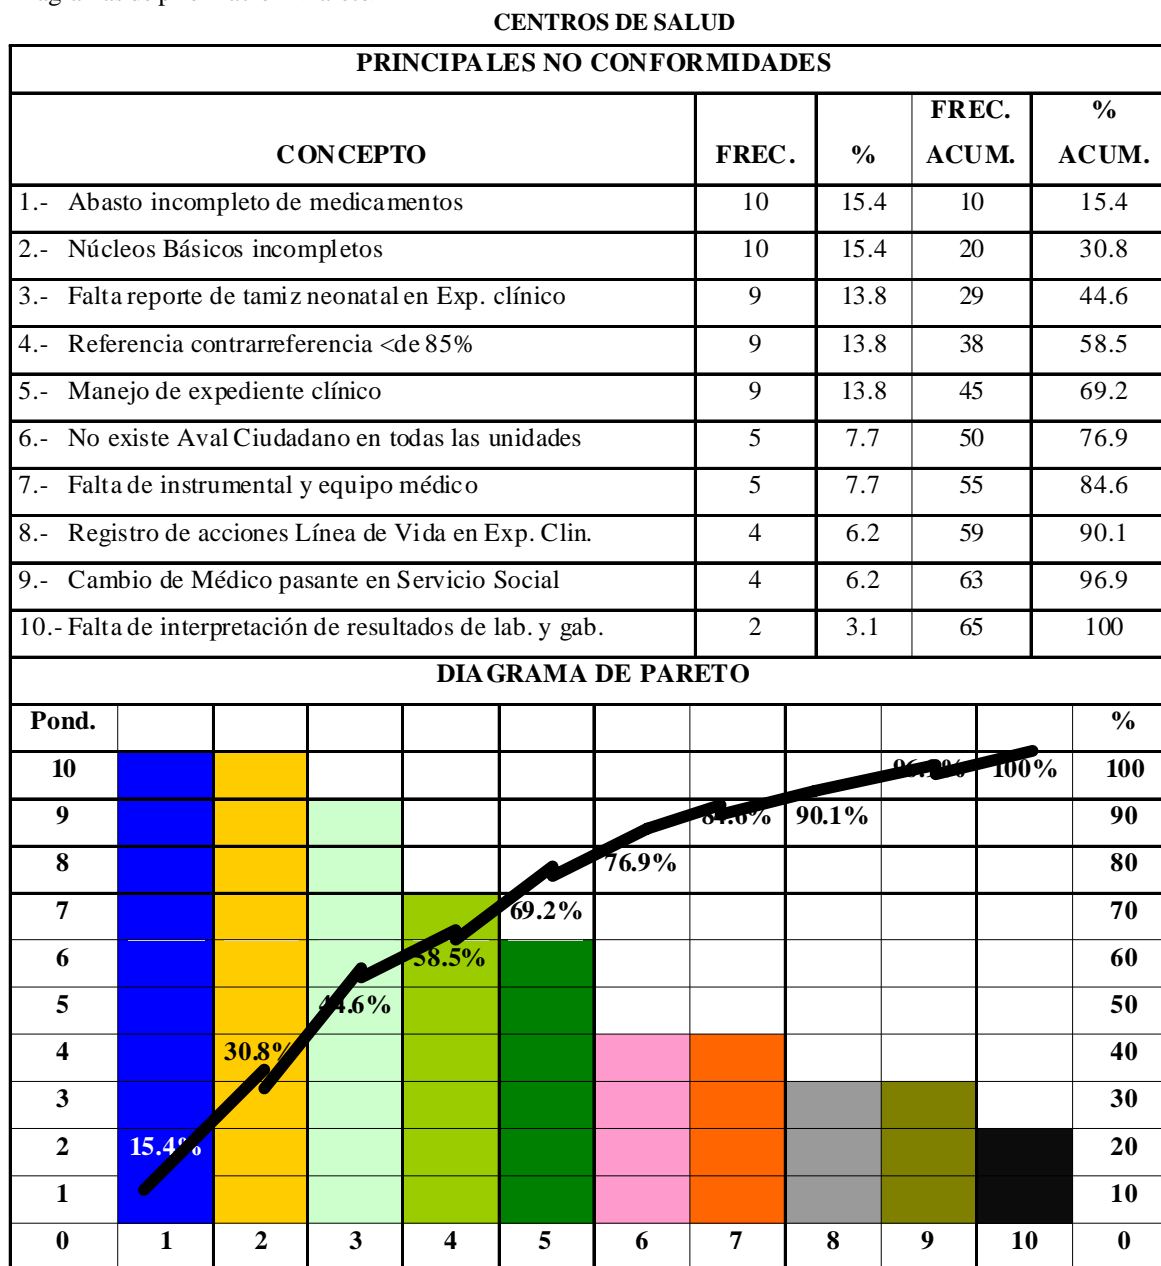 CENTROS DE SALUD
PRINCIPALES NO CONFORMIDADES
CONCEPTO FREC. % FREC. ACUM. % ACUM.
1.- Abasto incompleto de medicamentos 10 15.4 10 15.4
2.- Núcleos Básicos incompletos 10 15.4 20 30.8
3.- Falta reporte de tamiz neonatal en Exp. clínico 9 13.8 29 44.6
4.- Referencia contrarreferencia <de 85% 9 13.8 38 58.5
5.- Manejo de expediente clínico 9 13.8 45 69.2
6.- No existe Aval Ciudadano en todas las unidades 5 7.7 50 76.9
7.- Falta de instrumental y equipo médico 5 7.7 55 84.6
8.- Registro de acciones Línea de Vida en Exp. Clin. 4 6.2 59 90.1
9.- Cambio de Médico pasante en Servicio Social 4 6.2 63 96.9
10.- Falta de interpretación de resultados de lab. y gab. 2 3.1 65 100
DIAGRAMA DE PARETO
Pond. %
10 96.9% 100% 100
9 84.6% 90.1% 90
8 76.9% 80
7 69.2% 70
6 58.5% 60
5 44.6% 50
4 30.8% 40
3 30
2 15.4% 20
1 10
0 1 2 3 4 5 6 7 8 9 10 0